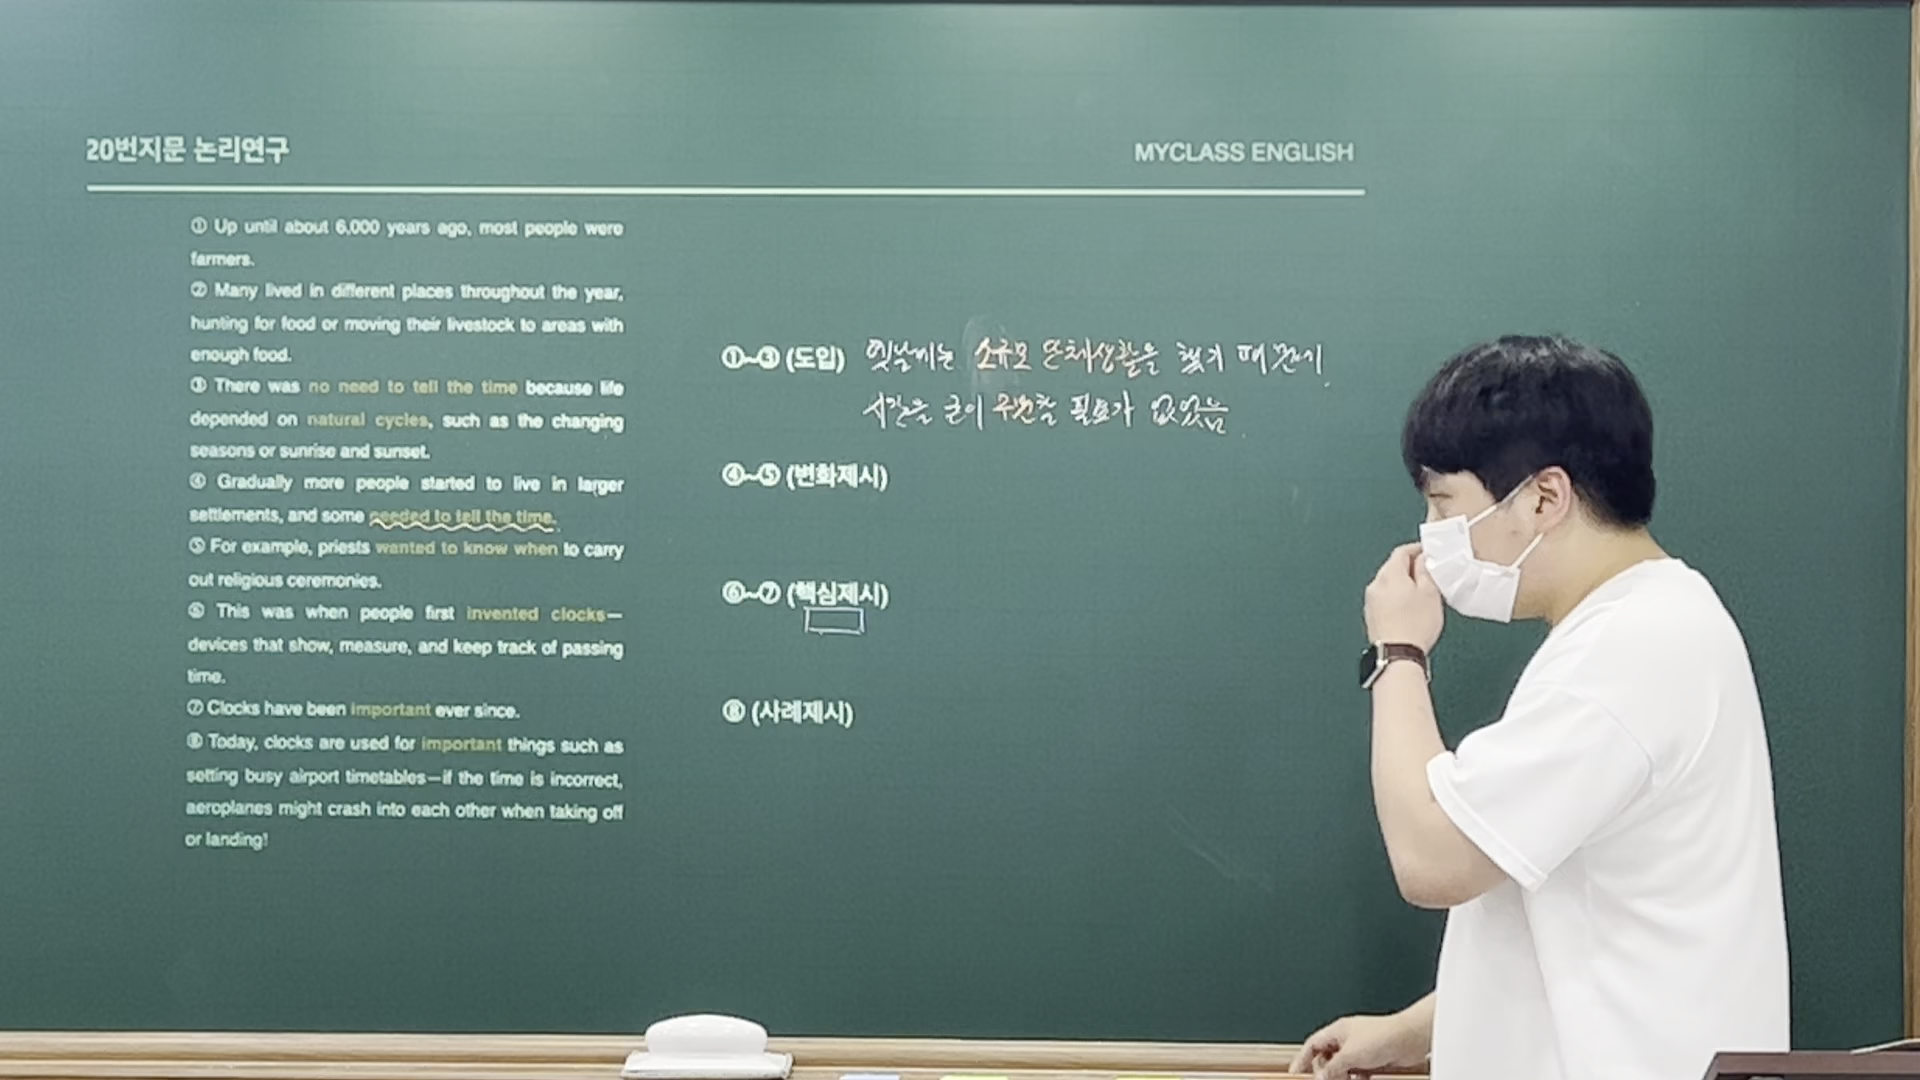 20번지문 논리연구
MYCLASS ENGLISH
① Up until about 6,000 years ago, most people were
farmers.
② Many lived in different places throughout the year,
hunting for food or moving their livestock to areas with
enough food.
③ There was no need to tell the time because life
depended on natural cycles, such as the changing
seasons or sunrise and sunset.
④ Gradually more people started to live in larger
settlements, and some needed to tell the time.
⑤ For example, priests wanted to know when to carry
out religious ceremonies.
⑥ This was when people first invented clocks—
devices that show, measure, and keep track of passing
time.
⑦ Clocks have been important ever since.
⑧ Today, clocks are used for important things such as
setting busy airport timetables—if the time is incorrect,
aeroplanes might crash into each other when taking off
or landing!
①~③ (도입) 옛날에는 소규모 단체생활을 했기 때문에
시간을 굳이 구분할 필요가 없었음
④~⑤ (변화제시)
⑥~⑦ (핵심제시)
⑧ (사례제시)